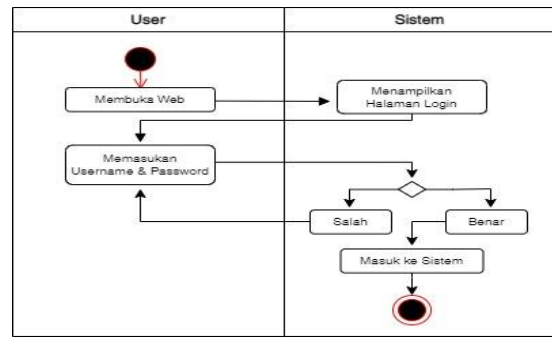 User
Sistem
Membuka Web
Menampilkan
Halaman Login
Memasukan
Username & Password
Salah
Benar
Masuk ke Sistem